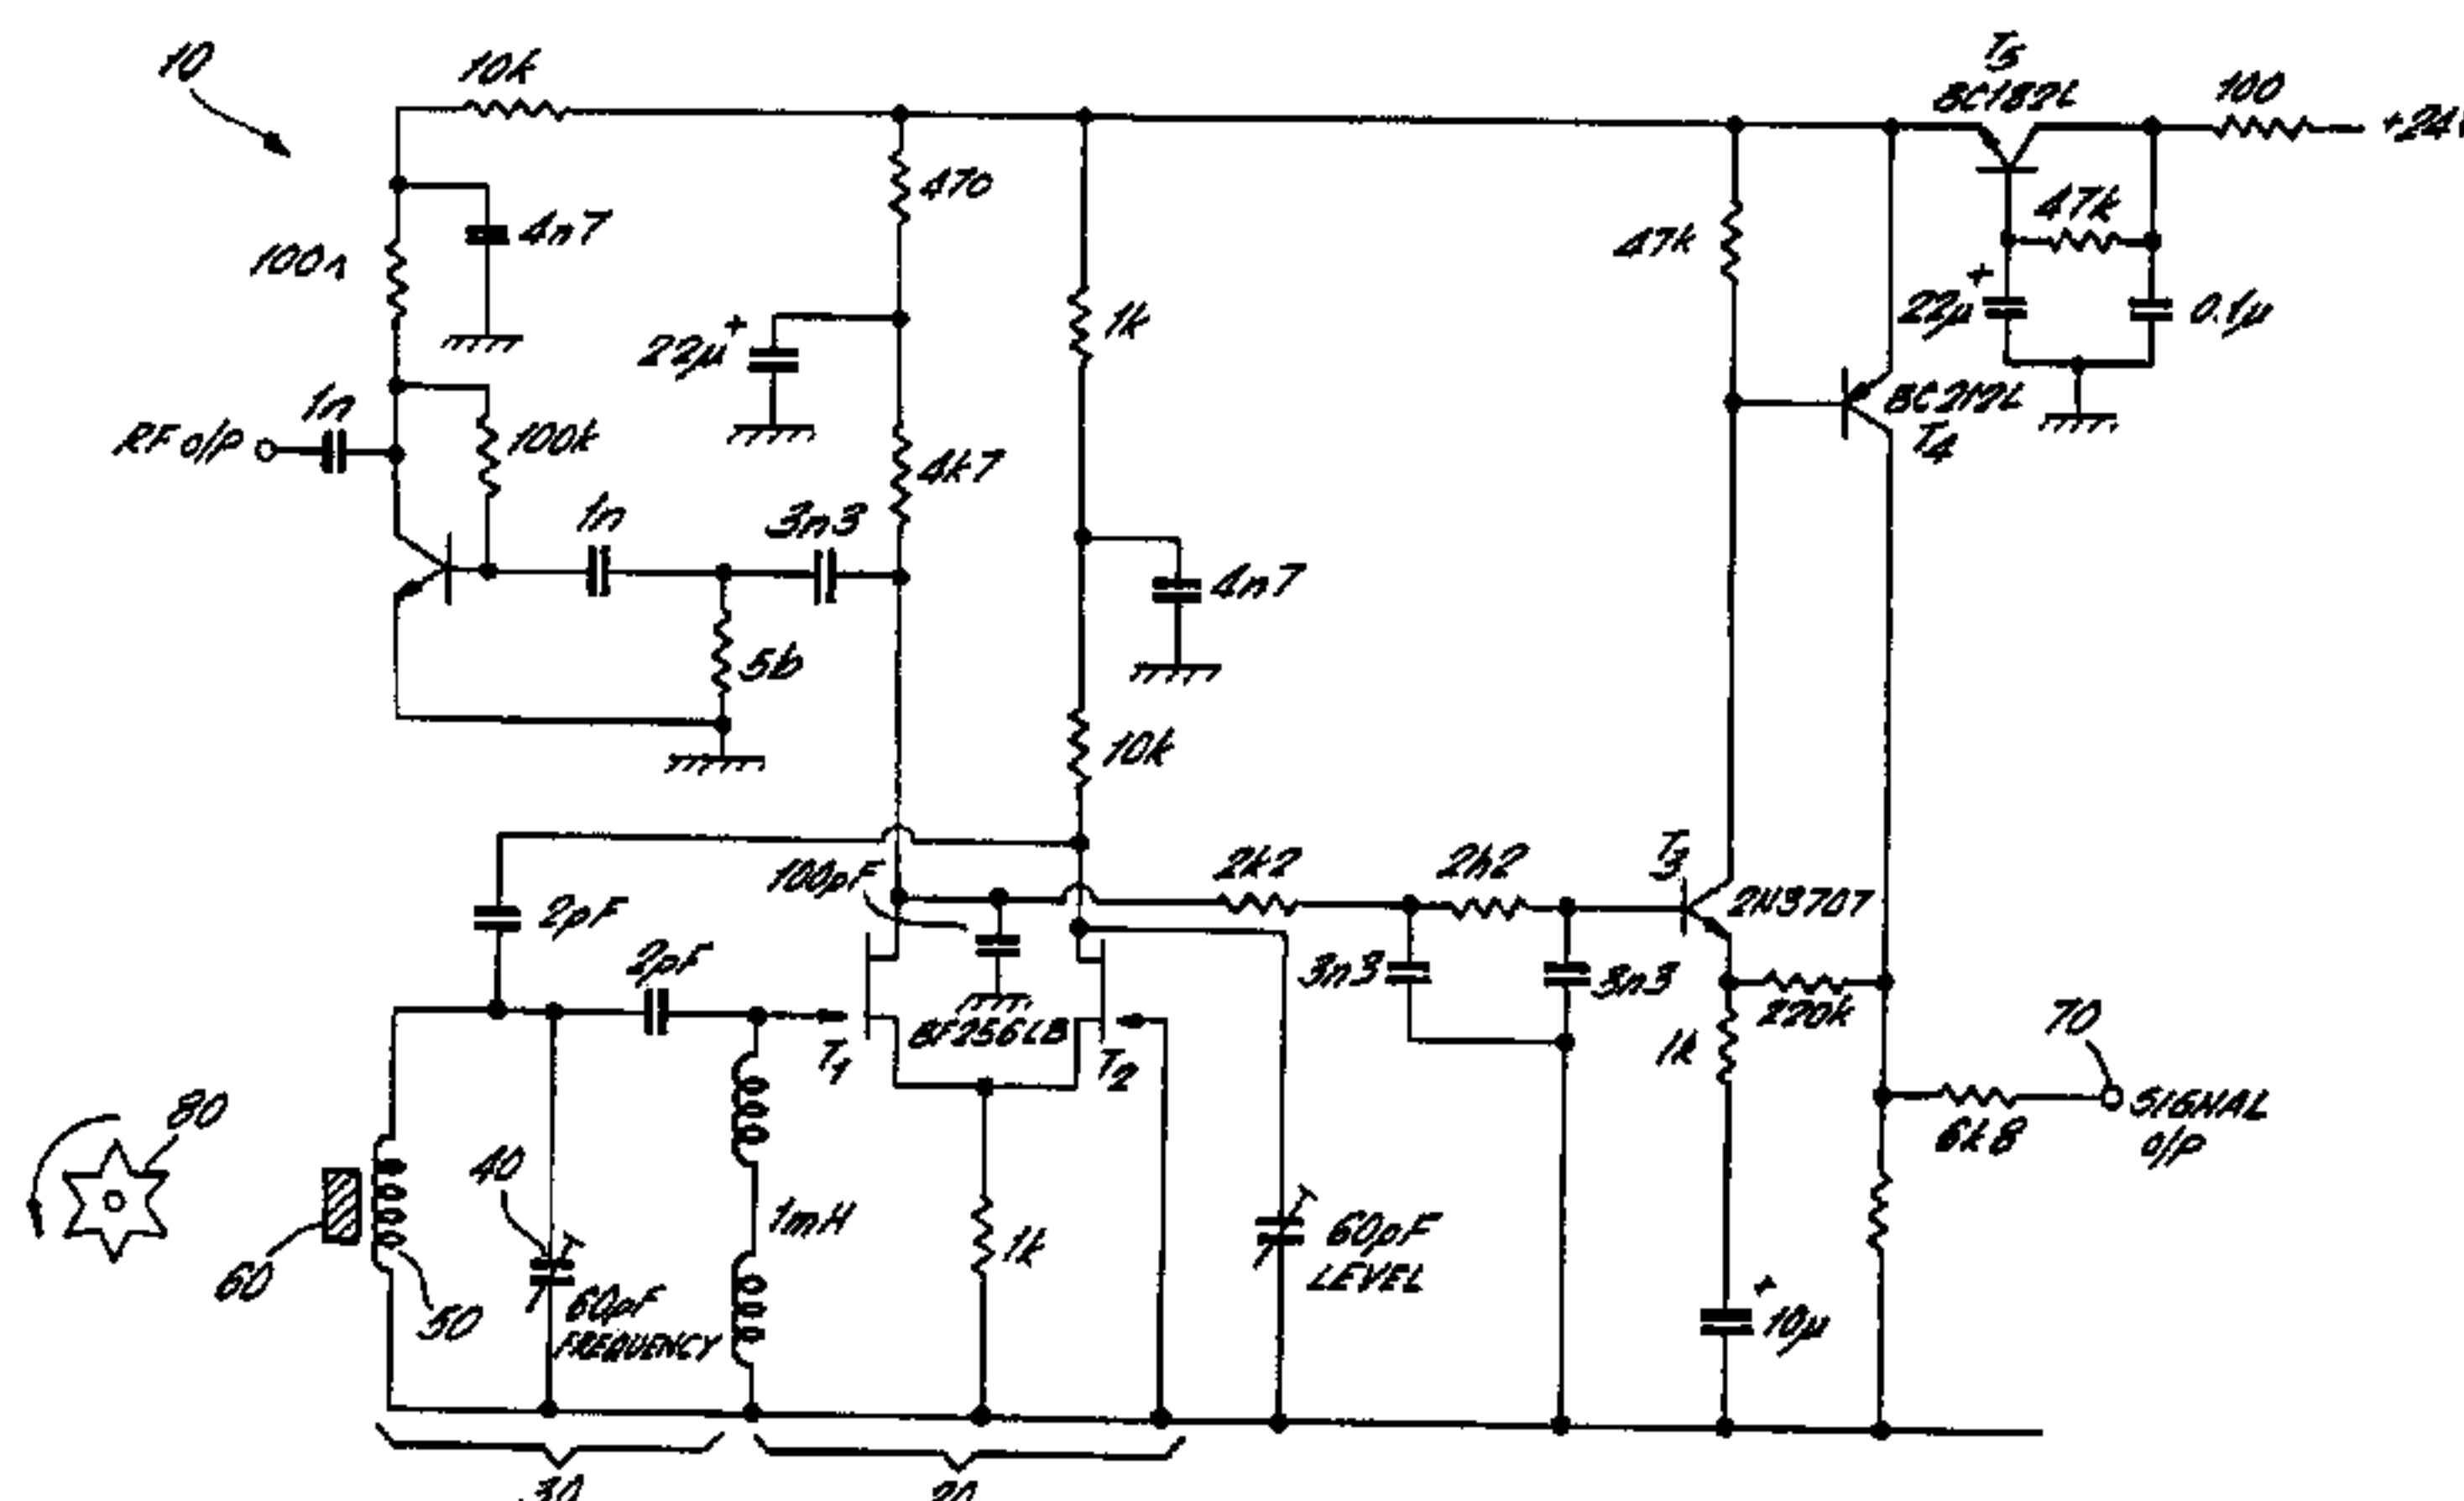 10
10k
T5
BC182L
100
+24
4n7
100Λ
470
47k
47k
22µ
+
22µ
+
0.1µ
1k
BC212L
T4
1n
RF o/p
100k
4k7
1n
3n3
4n7
56
10k
100pF
2k2
2k2
T3
2N3707
2pF
2pF
3n3
3n3
220k
BF256LB
T1
T2
1k
70
SIGNAL
o/p
6k8
80
40
60
50
60pF
FREQUENCY
1mH
1k
60pF
LEVEL
+
10µ
30
20